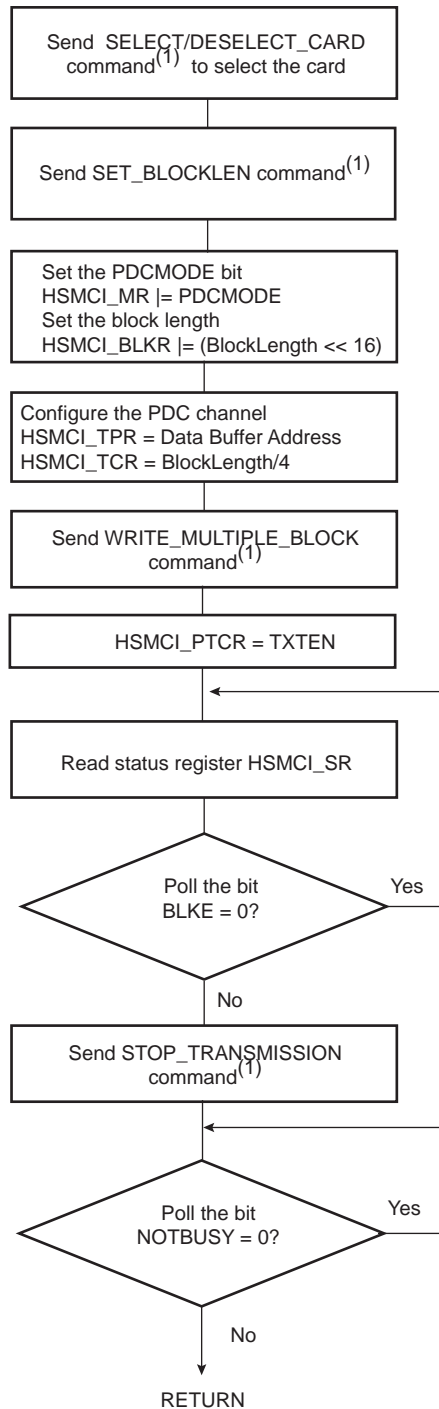 Send SELECT/DESELECT_CARD
command(1) to select the card
Send SET_BLOCKLEN command(1)
Set the PDCMODE bit
HSMCI_MR |= PDCMODE
Set the block length
HSMCI_BLKR |= (BlockLength << 16)
Configure the PDC channel
HSMCI_TPR = Data Buffer Address
HSMCI_TCR = BlockLength/4
Send WRITE_MULTIPLE_BLOCK
command(1)
HSMCI_PTCR = TXTEN
Read status register HSMCI_SR
Poll the bit
BLKE = 0?
Yes
No
Send STOP_TRANSMISSION
command(1)
Poll the bit
NOTBUSY = 0?
Yes
No
RETURN